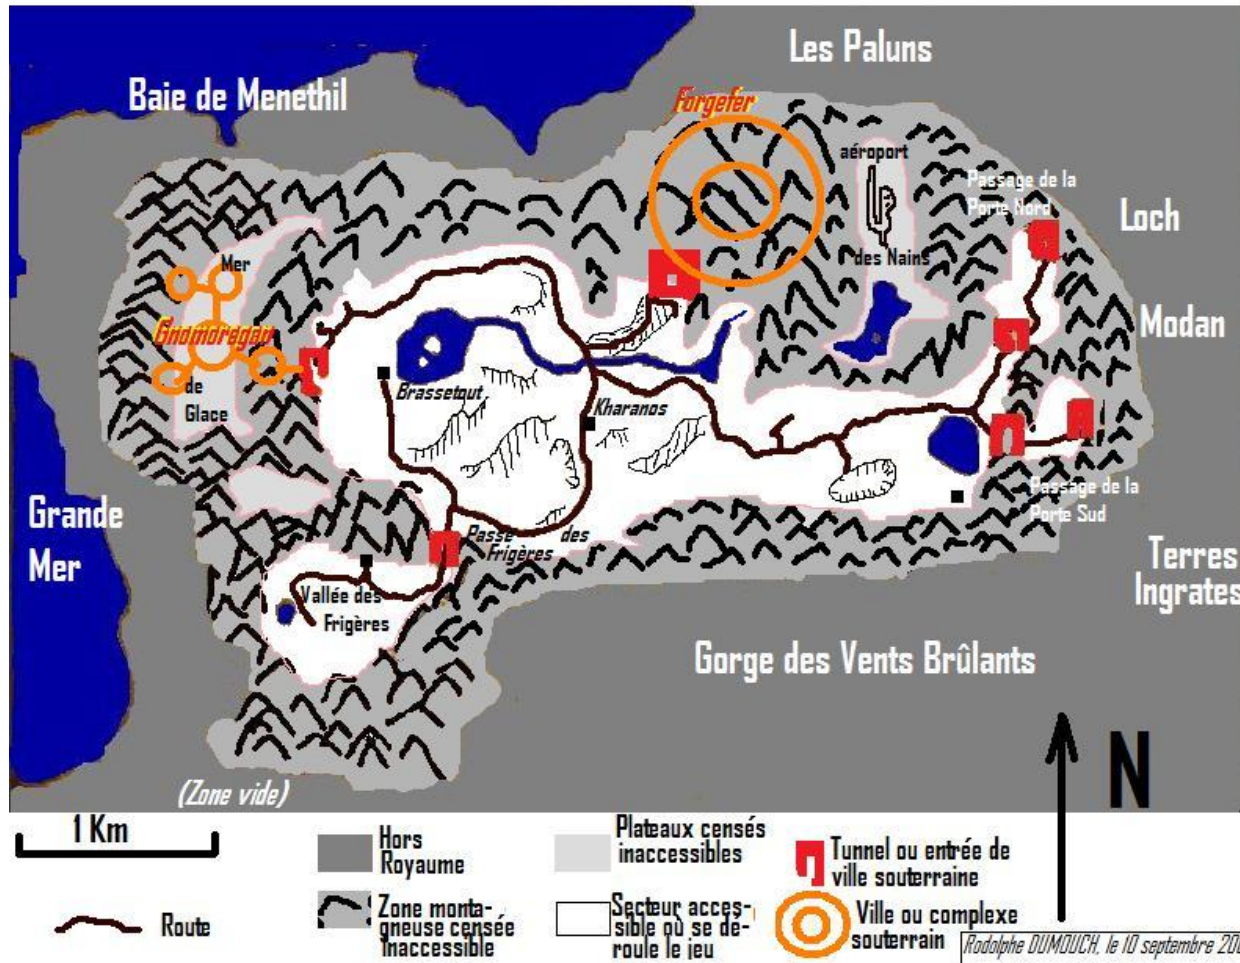 Les Paluns
Baie de Menethil
Forgefer
aéroport
Passage de la
Porte Nord
Loch
Mer
des Nains
Modan
Gnomoregan
de
Glace
Brassetout
Kharanos
Grande
Mer
Passe des
Frigères
Passage de la
Porte Sud
Terres
Ingrates
Vallée des
Frigères
Gorge des Vents Brûlants
N
(Zone vide)
1 Km
Hors
Royaume
Plateaux censés
inaccessibles
Tunnel ou entrée de
ville souterraine
Route
Zone monta-
gneuse censée
inaccessible
Secteur acces-
sible où se dé-
roule le jeu
Ville ou complexe
souterrain
Rodolphe DUMOUCH, le 10 septembre